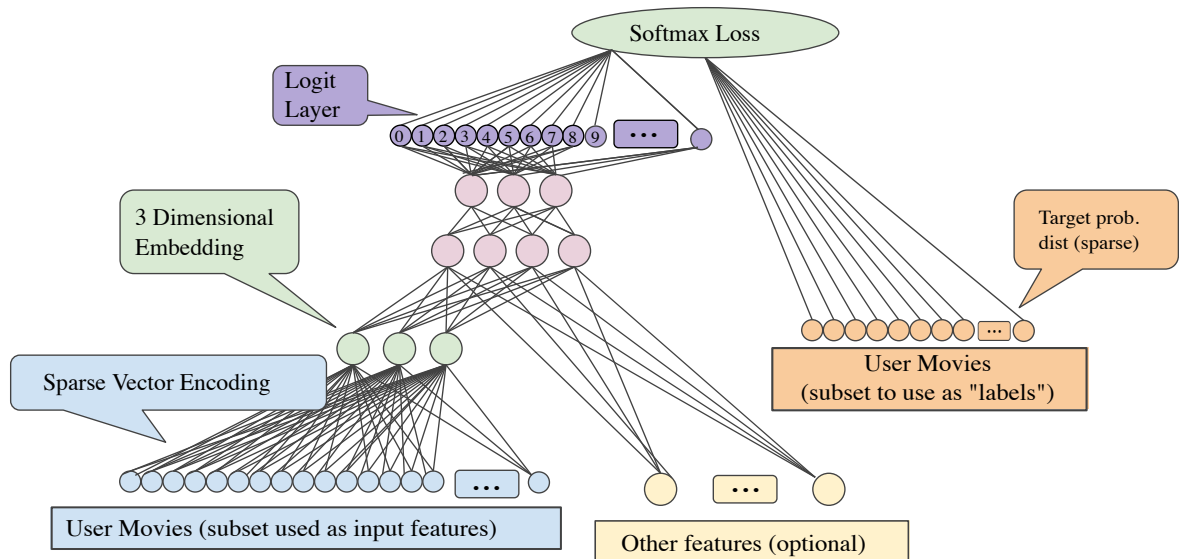 Softmax Loss
Logit
Layer
0 1 2 3 4 5 6 7 8 9 ...
3 Dimensional
Embedding
Target prob.
dist (sparse)
...
User Movies
(subset to use as "labels")
Sparse Vector Encoding
...
...
User Movies (subset used as input features)
Other features (optional)